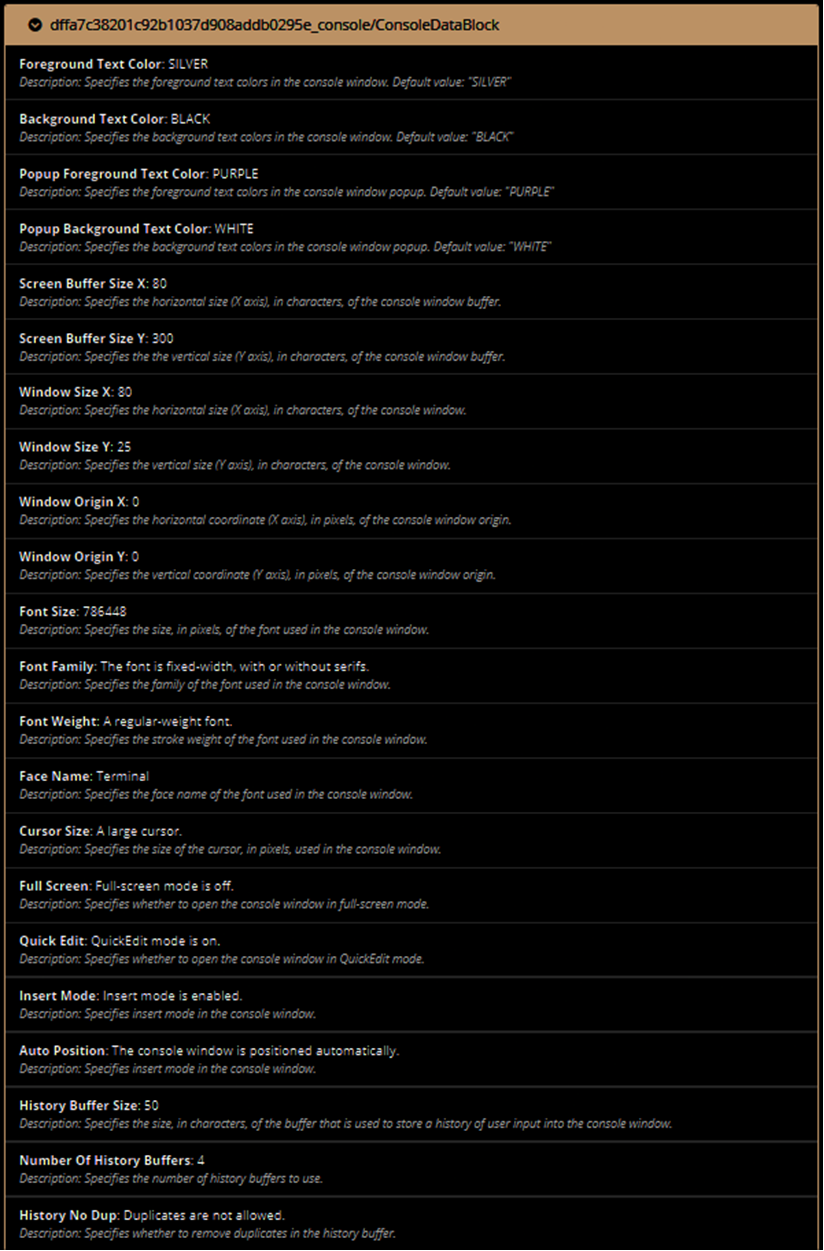 dffa7c38201c92b1037d908addb0295e_console/ConsoleDataBlock
Foreground Text Color: SILVER
Description: Specifies the foreground text colors in the console window. Default value: "SILVER"
Background Text Color: BLACK
Description: Specifies the background text colors in the console window. Default value: "BLACK"
Popup Foreground Text Color: PURPLE
Description: Specifies the foreground text colors in the console window popup. Default value: "PURPLE"
Popup Background Text Color: WHITE
Description: Specifies the background text colors in the console window popup. Default value: "WHITE"
Screen Buffer Size X: 80
Description: Specifies the horizontal size (X axis), in characters, of the console window buffer.
Screen Buffer Size Y: 300
Description: Specifies the the vertical size (Y axis), in characters, of the console window buffer.
Window Size X: 80
Description: Specifies the horizontal size (X axis), in characters, of the console window.
Window Size Y: 25
Description: Specifies the vertical size (Y axis), in characters, of the console window.
Window Origin X: 0
Description: Specifies the horizontal coordinate (X axis), in pixels, of the console window origin.
Window Origin Y: 0
Description: Specifies the vertical coordinate (Y axis), in pixels, of the console window origin.
Font Size: 786448
Description: Specifies the size, in pixels, of the font used in the console window.
Font Family: The font is fixed-width, with or without serifs.
Description: Specifies the family of the font used in the console window.
Font Weight: A regular-weight font.
Description: Specifies the stroke weight of the font used in the console window.
Face Name: Terminal
Description: Specifies the face name of the font used in the console window.
Cursor Size: A large cursor.
Description: Specifies the size of the cursor, in pixels, used in the console window.
Full Screen: Full-screen mode is off.
Description: Specifies whether to open the console window in full-screen mode.
Quick Edit: QuickEdit mode is on.
Description: Specifies whether to open the console window in QuickEdit mode.
Insert Mode: Insert mode is enabled.
Description: Specifies insert mode in the console window.
Auto Position: The console window is positioned automatically.
Description: Specifies insert mode in the console window.
History Buffer Size: 50
Description: Specifies the size, in characters, of the buffer that is used to store a history of user input into the console window.
Number Of History Buffers: 4
Description: Specifies the number of history buffers to use.
History No Dup: Duplicates are not allowed.
Description: Specifies whether to remove duplicates in the history buffer.